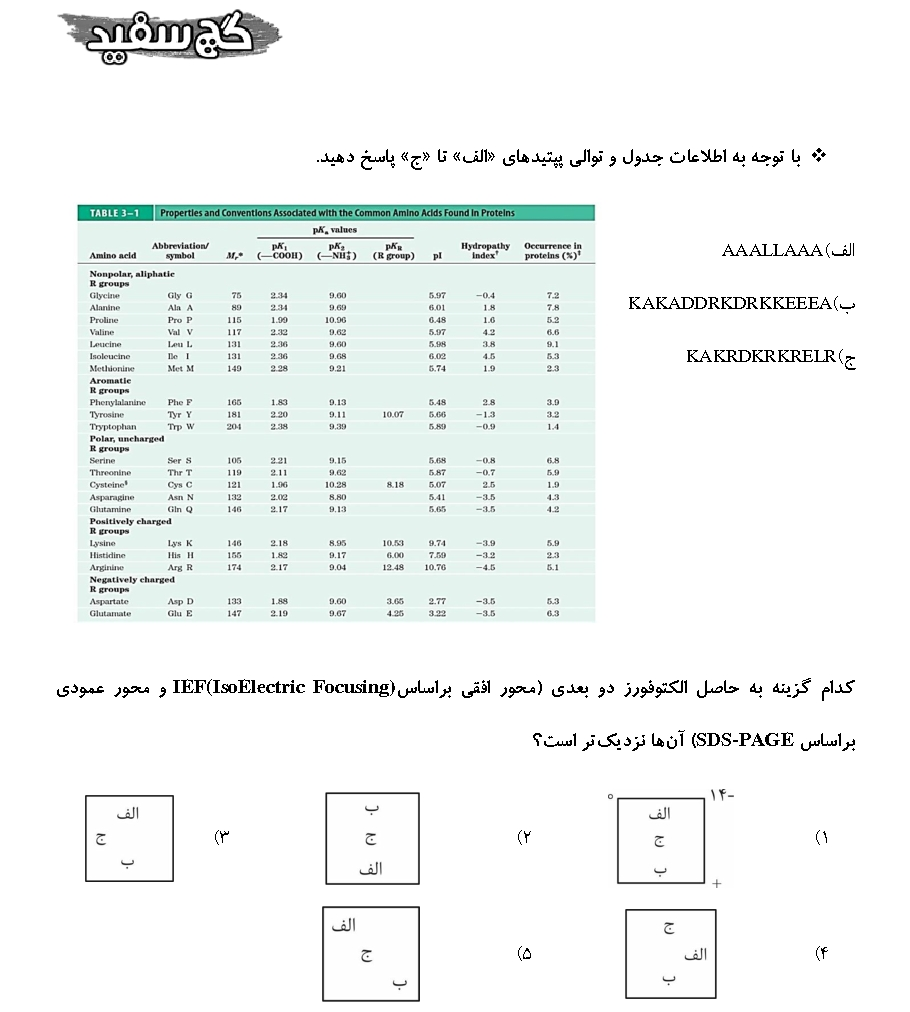 گچ سفید
❖ با توجه به اطلاعات جدول و توالی پپتیدهای «الف» تا «ج» پاسخ دهید.
الف) AAALLAAA
ب) KAKADDRKDRKKEEEA
ج) KAKRDKRKRELR
TABLE 3–1 Properties and Conventions Associated with the Common Amino Acids Found in Proteins
pKₐ values
Amino acid Abbreviation/ symbol Mᵣ* pK₁ (—COOH) pK₂ (—NH₃⁺) pKR (R group) pI Hydropathy index† Occurrence in proteins (%)‡
Nonpolar, aliphatic
R groups
Glycine Gly G 75 2.34 9.60 5.97 −0.4 7.2
Alanine Ala A 89 2.34 9.69 6.01 1.8 7.8
Proline Pro P 115 1.99 10.96 6.48 1.6 5.2
Valine Val V 117 2.32 9.62 5.97 4.2 6.6
Leucine Leu L 131 2.36 9.60 5.98 3.8 9.1
Isoleucine Ile I 131 2.36 9.68 6.02 4.5 5.3
Methionine Met M 149 2.28 9.21 5.74 1.9 2.3
Aromatic
R groups
Phenylalanine Phe F 165 1.83 9.13 5.48 2.8 3.9
Tyrosine Tyr Y 181 2.20 9.11 10.07 5.66 −1.3 3.2
Tryptophan Trp W 204 2.38 9.39 5.89 −0.9 1.4
Polar, uncharged
R groups
Serine Ser S 105 2.21 9.15 5.68 −0.8 6.8
Threonine Thr T 119 2.11 9.62 5.87 −0.7 5.9
Cysteine§ Cys C 121 1.96 10.28 8.18 5.07 2.5 1.9
Asparagine Asn N 132 2.02 8.80 5.41 −3.5 4.3
Glutamine Gln Q 146 2.17 9.13 5.65 −3.5 4.2
Positively charged
R groups
Lysine Lys K 146 2.18 8.95 10.53 9.74 −3.9 5.9
Histidine His H 155 1.82 9.17 6.00 7.59 −3.2 2.3
Arginine Arg R 174 2.17 9.04 12.48 10.76 −4.5 5.1
Negatively charged
R groups
Aspartate Asp D 133 1.88 9.60 3.65 2.77 −3.5 5.3
Glutamate Glu E 147 2.19 9.67 4.25 3.22 −3.5 6.3
کدام گزینه به حاصل الکتوفورز دو بعدی (محور افقی براساس IEF(IsoElectric Focusing) و محور عمودی
براساس SDS-PAGE) آن‌ها نزدیک‌تر است؟
۱)
۰ ۱۴-
الف
ج
ب
+
۲)
ب
ج
الف
۳)
الف
ج
ب
۴)
ج
الف
ب
۵)
الف
ج
ب